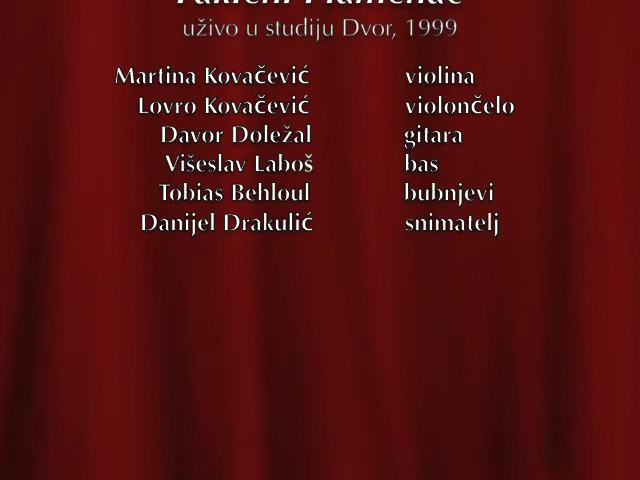 uživo u studiju Dvor, 1999
Martina Kovačević violina
Lovro Kovačević violončelo
Davor Doležal gitara
Višeslav Laboš bas
Tobias Behloul bubnjevi
Danijel Drakulić snimatelj